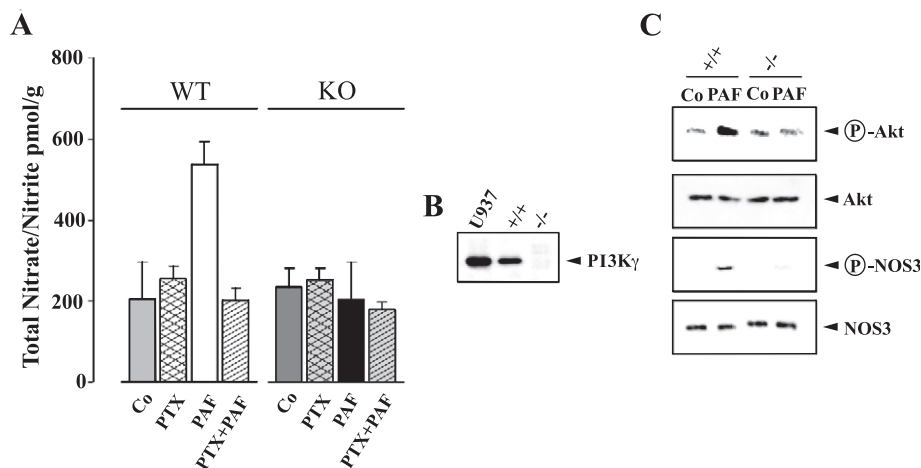 A
Total Nitrate/Nitrite pmol/g
800
600
400
200
0
WT
KO
Co
PTX
PAF
PTX+PAF
Co
PTX
PAF
PTX+PAF
B
U937
+/+
-/-
PI3Kγ
C
+/+
-/-
Co PAF Co PAF
Ⓟ-Akt
Akt
Ⓟ-NOS3
NOS3